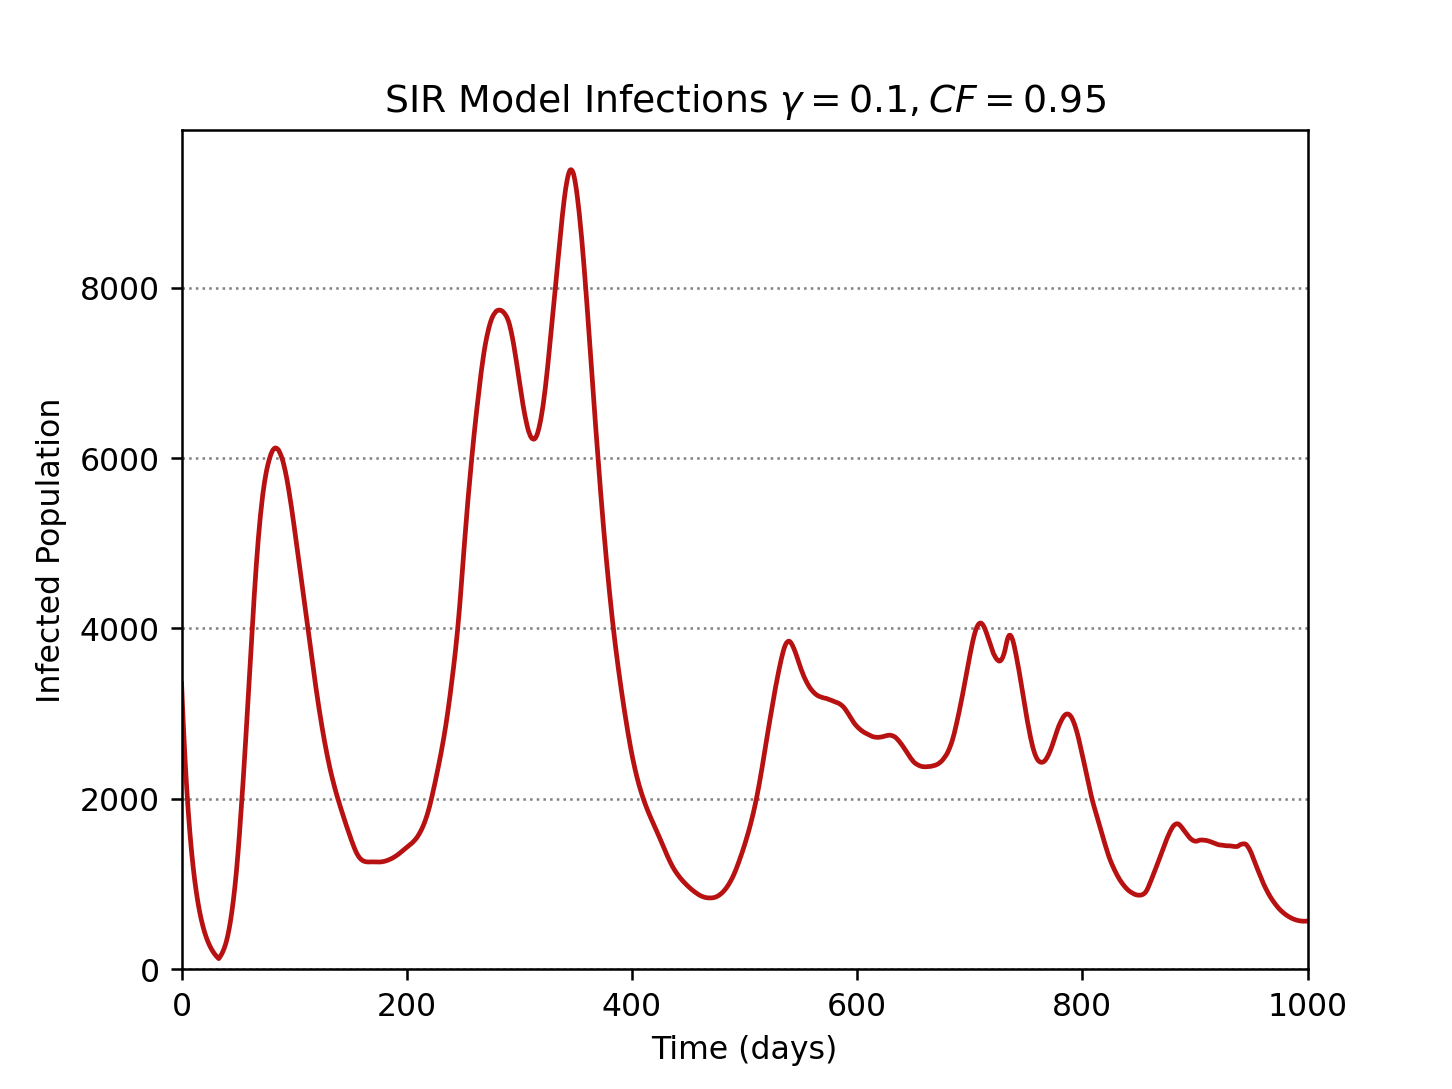 SIR Model Infections γ = 0.1, CF = 0.95
8000
6000
4000
2000
0
Infected Population
0 200 400 600 800 1000
Time (days)